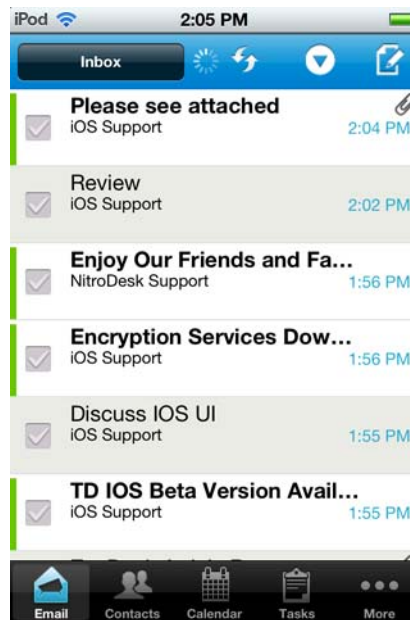 iPod 2:05 PM
Inbox
Please see attached
iOS Support 2:04 PM
Review
iOS Support 2:02 PM
Enjoy Our Friends and Fa...
NitroDesk Support 1:56 PM
Encryption Services Dow...
iOS Support 1:56 PM
Discuss IOS UI
iOS Support 1:55 PM
TD IOS Beta Version Avail...
iOS Support 1:55 PM
Email Contacts Calendar Tasks More